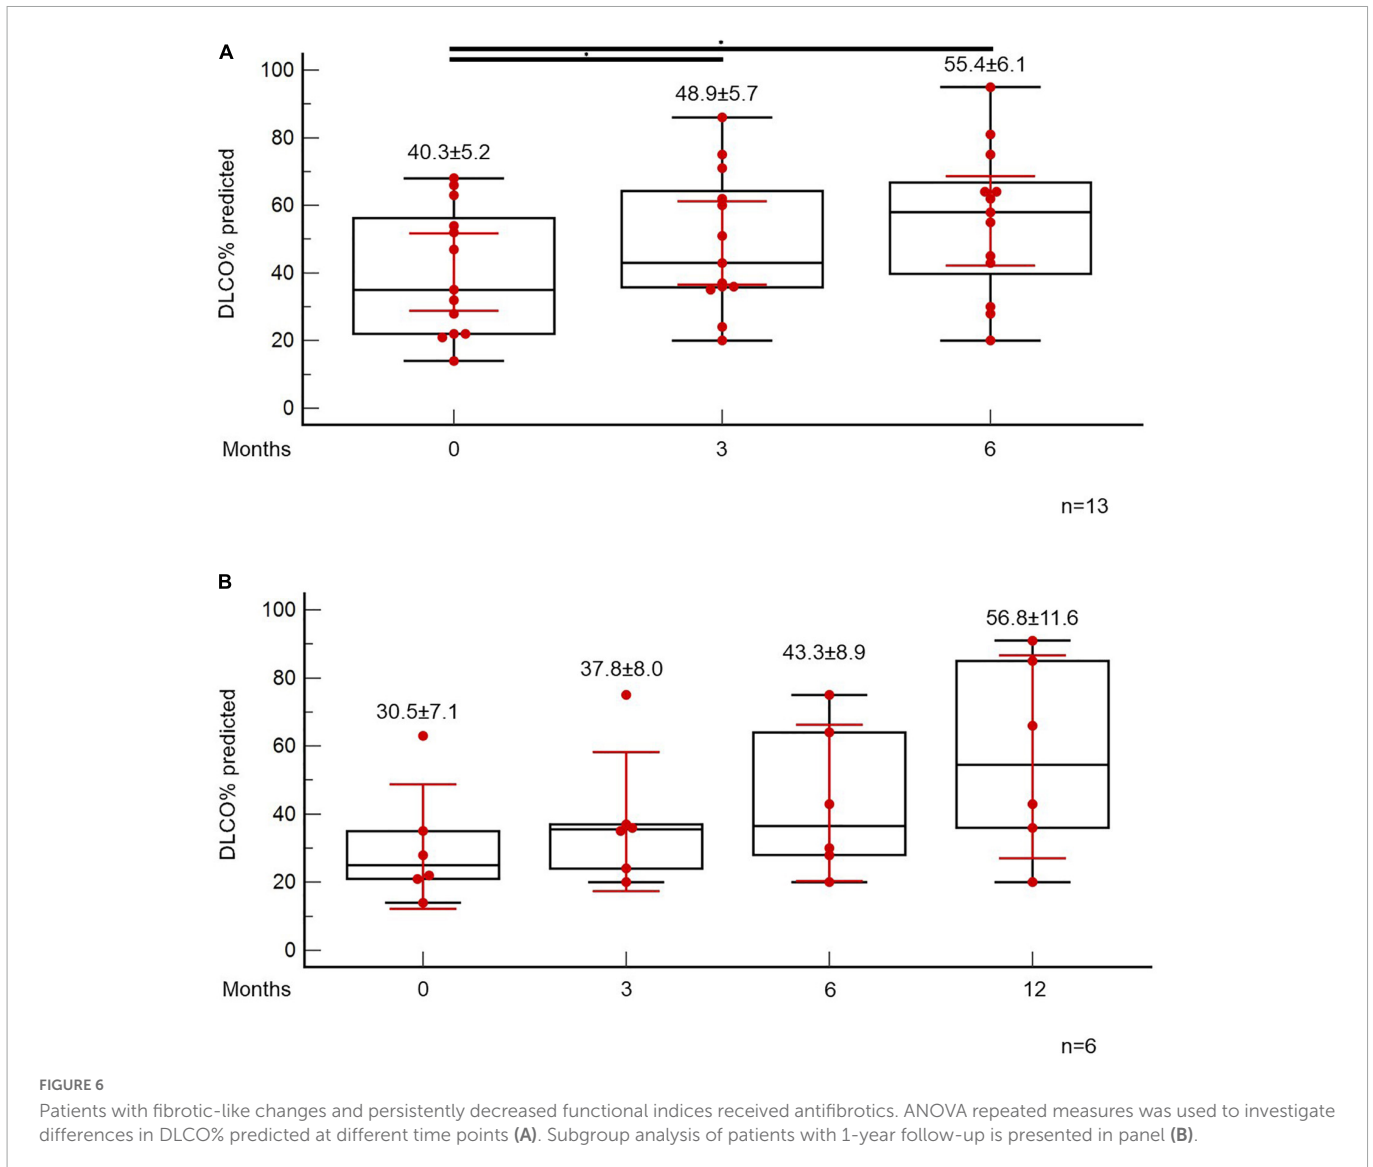 A
55.4±6.1
48.9±5.7
40.3±5.2
100
80
60
40
20
0
DLCO% predicted
Months 0 3 6
n=13
B
56.8±11.6
43.3±8.9
37.8±8.0
30.5±7.1
100
80
60
40
20
0
DLCO% predicted
Months 0 3 6 12
n=6
FIGURE 6
Patients with fibrotic-like changes and persistently decreased functional indices received antifibrotics. ANOVA repeated measures was used to investigate
differences in DLCO% predicted at different time points (A). Subgroup analysis of patients with 1-year follow-up is presented in panel (B).